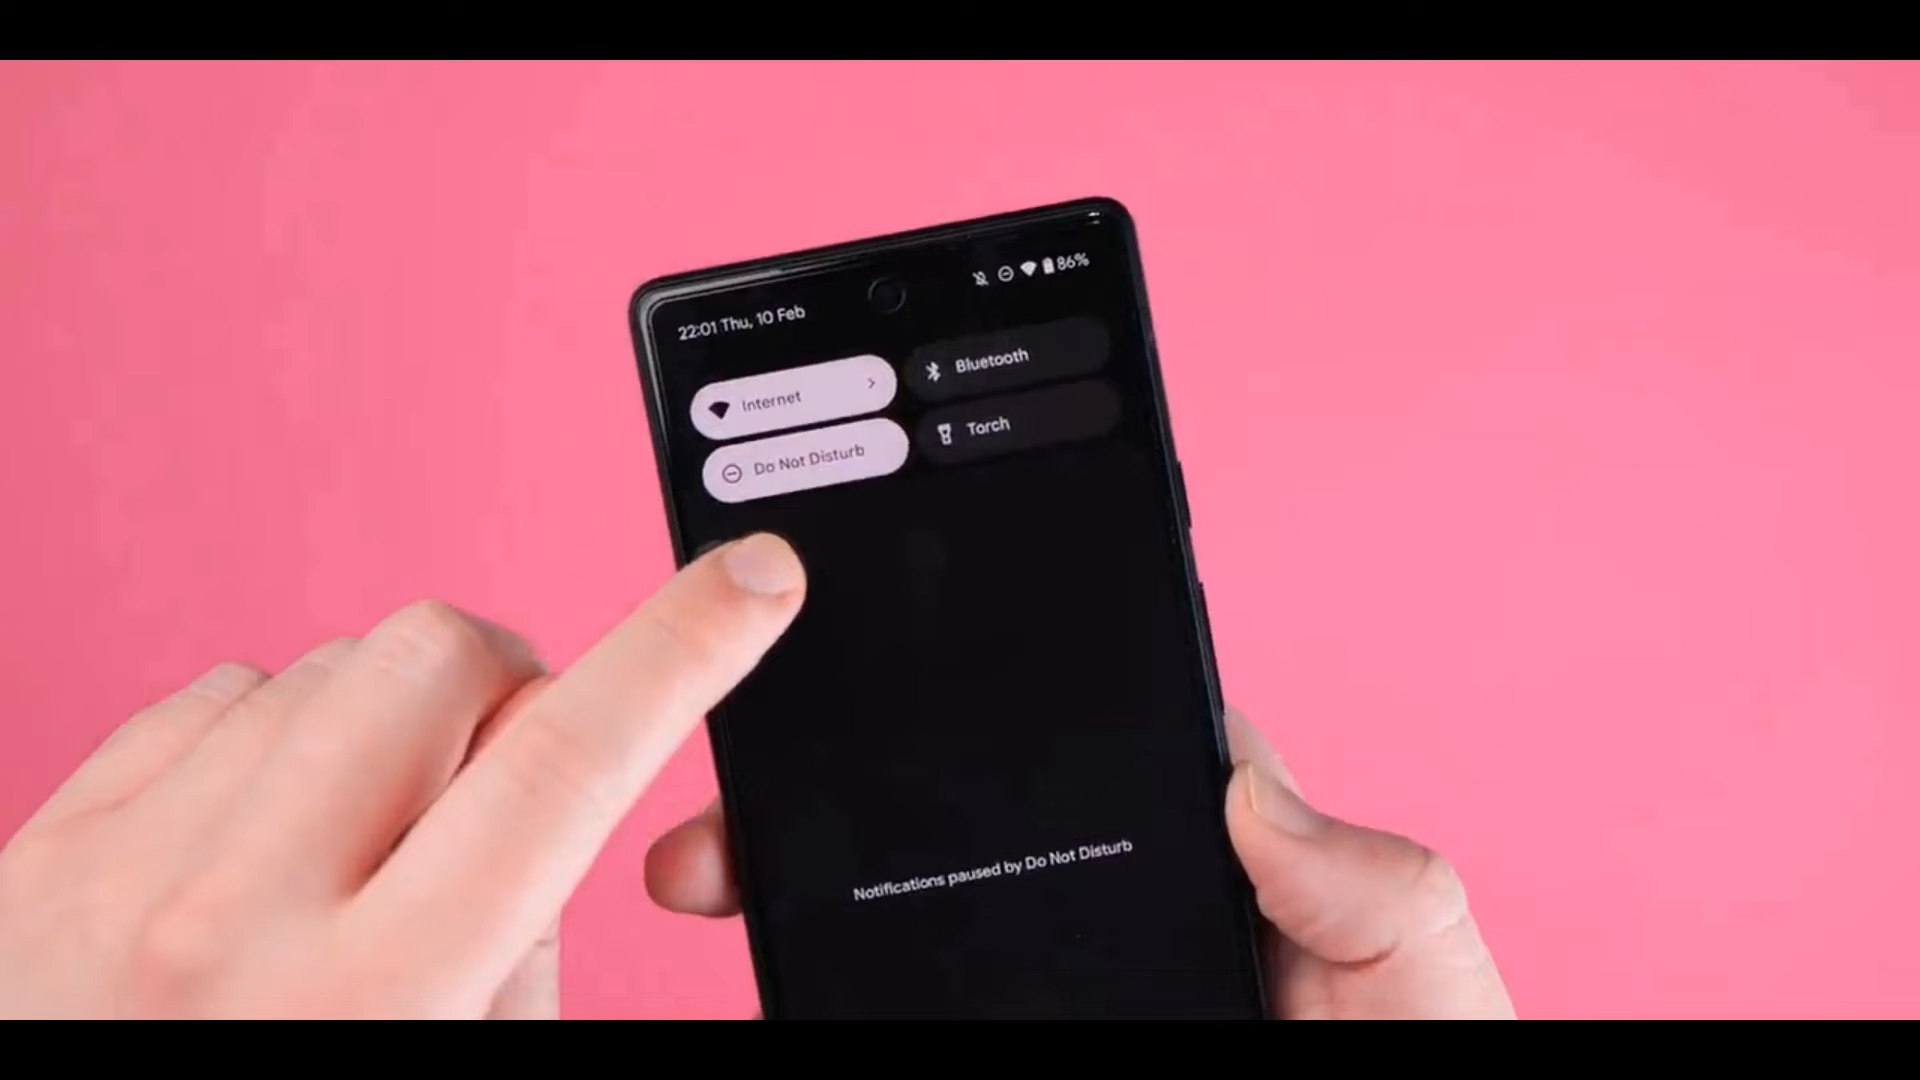 22:01 Thu, 10 Feb
86%
Internet
Bluetooth
Do Not Disturb
Torch
Notifications paused by Do Not Disturb